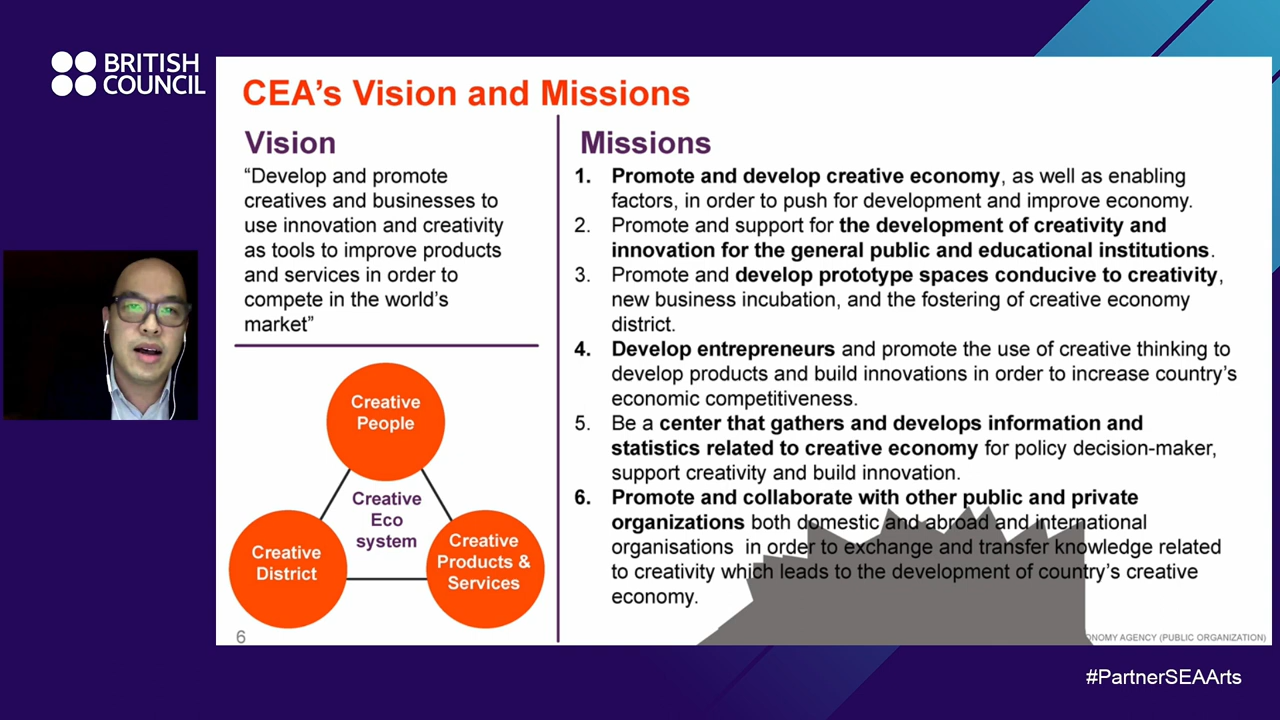 BRITISH
COUNCIL
CEA's Vision and Missions
Vision
“Develop and promote
creatives and businesses to
use innovation and creativity
as tools to improve products
and services in order to
compete in the world's
market”
Creative
People
Creative
Eco
system
Creative
District
Creative
Products &
Services
6
Missions
1. Promote and develop creative economy, as well as enabling
factors, in order to push for development and improve economy.
2. Promote and support for the development of creativity and
innovation for the general public and educational institutions.
3. Promote and develop prototype spaces conducive to creativity,
new business incubation, and the fostering of creative economy
district.
4. Develop entrepreneurs and promote the use of creative thinking to
develop products and build innovations in order to increase country's
economic competitiveness.
5. Be a center that gathers and develops information and
statistics related to creative economy for policy decision-maker,
support creativity and build innovation.
6. Promote and collaborate with other public and private
organizations both domestic and abroad and international
organisations in order to exchange and transfer knowledge related
to creativity which leads to the development of country's creative
economy.
AGENCY (PUBLIC ORGANIZATION)
#PartnerSEAArts